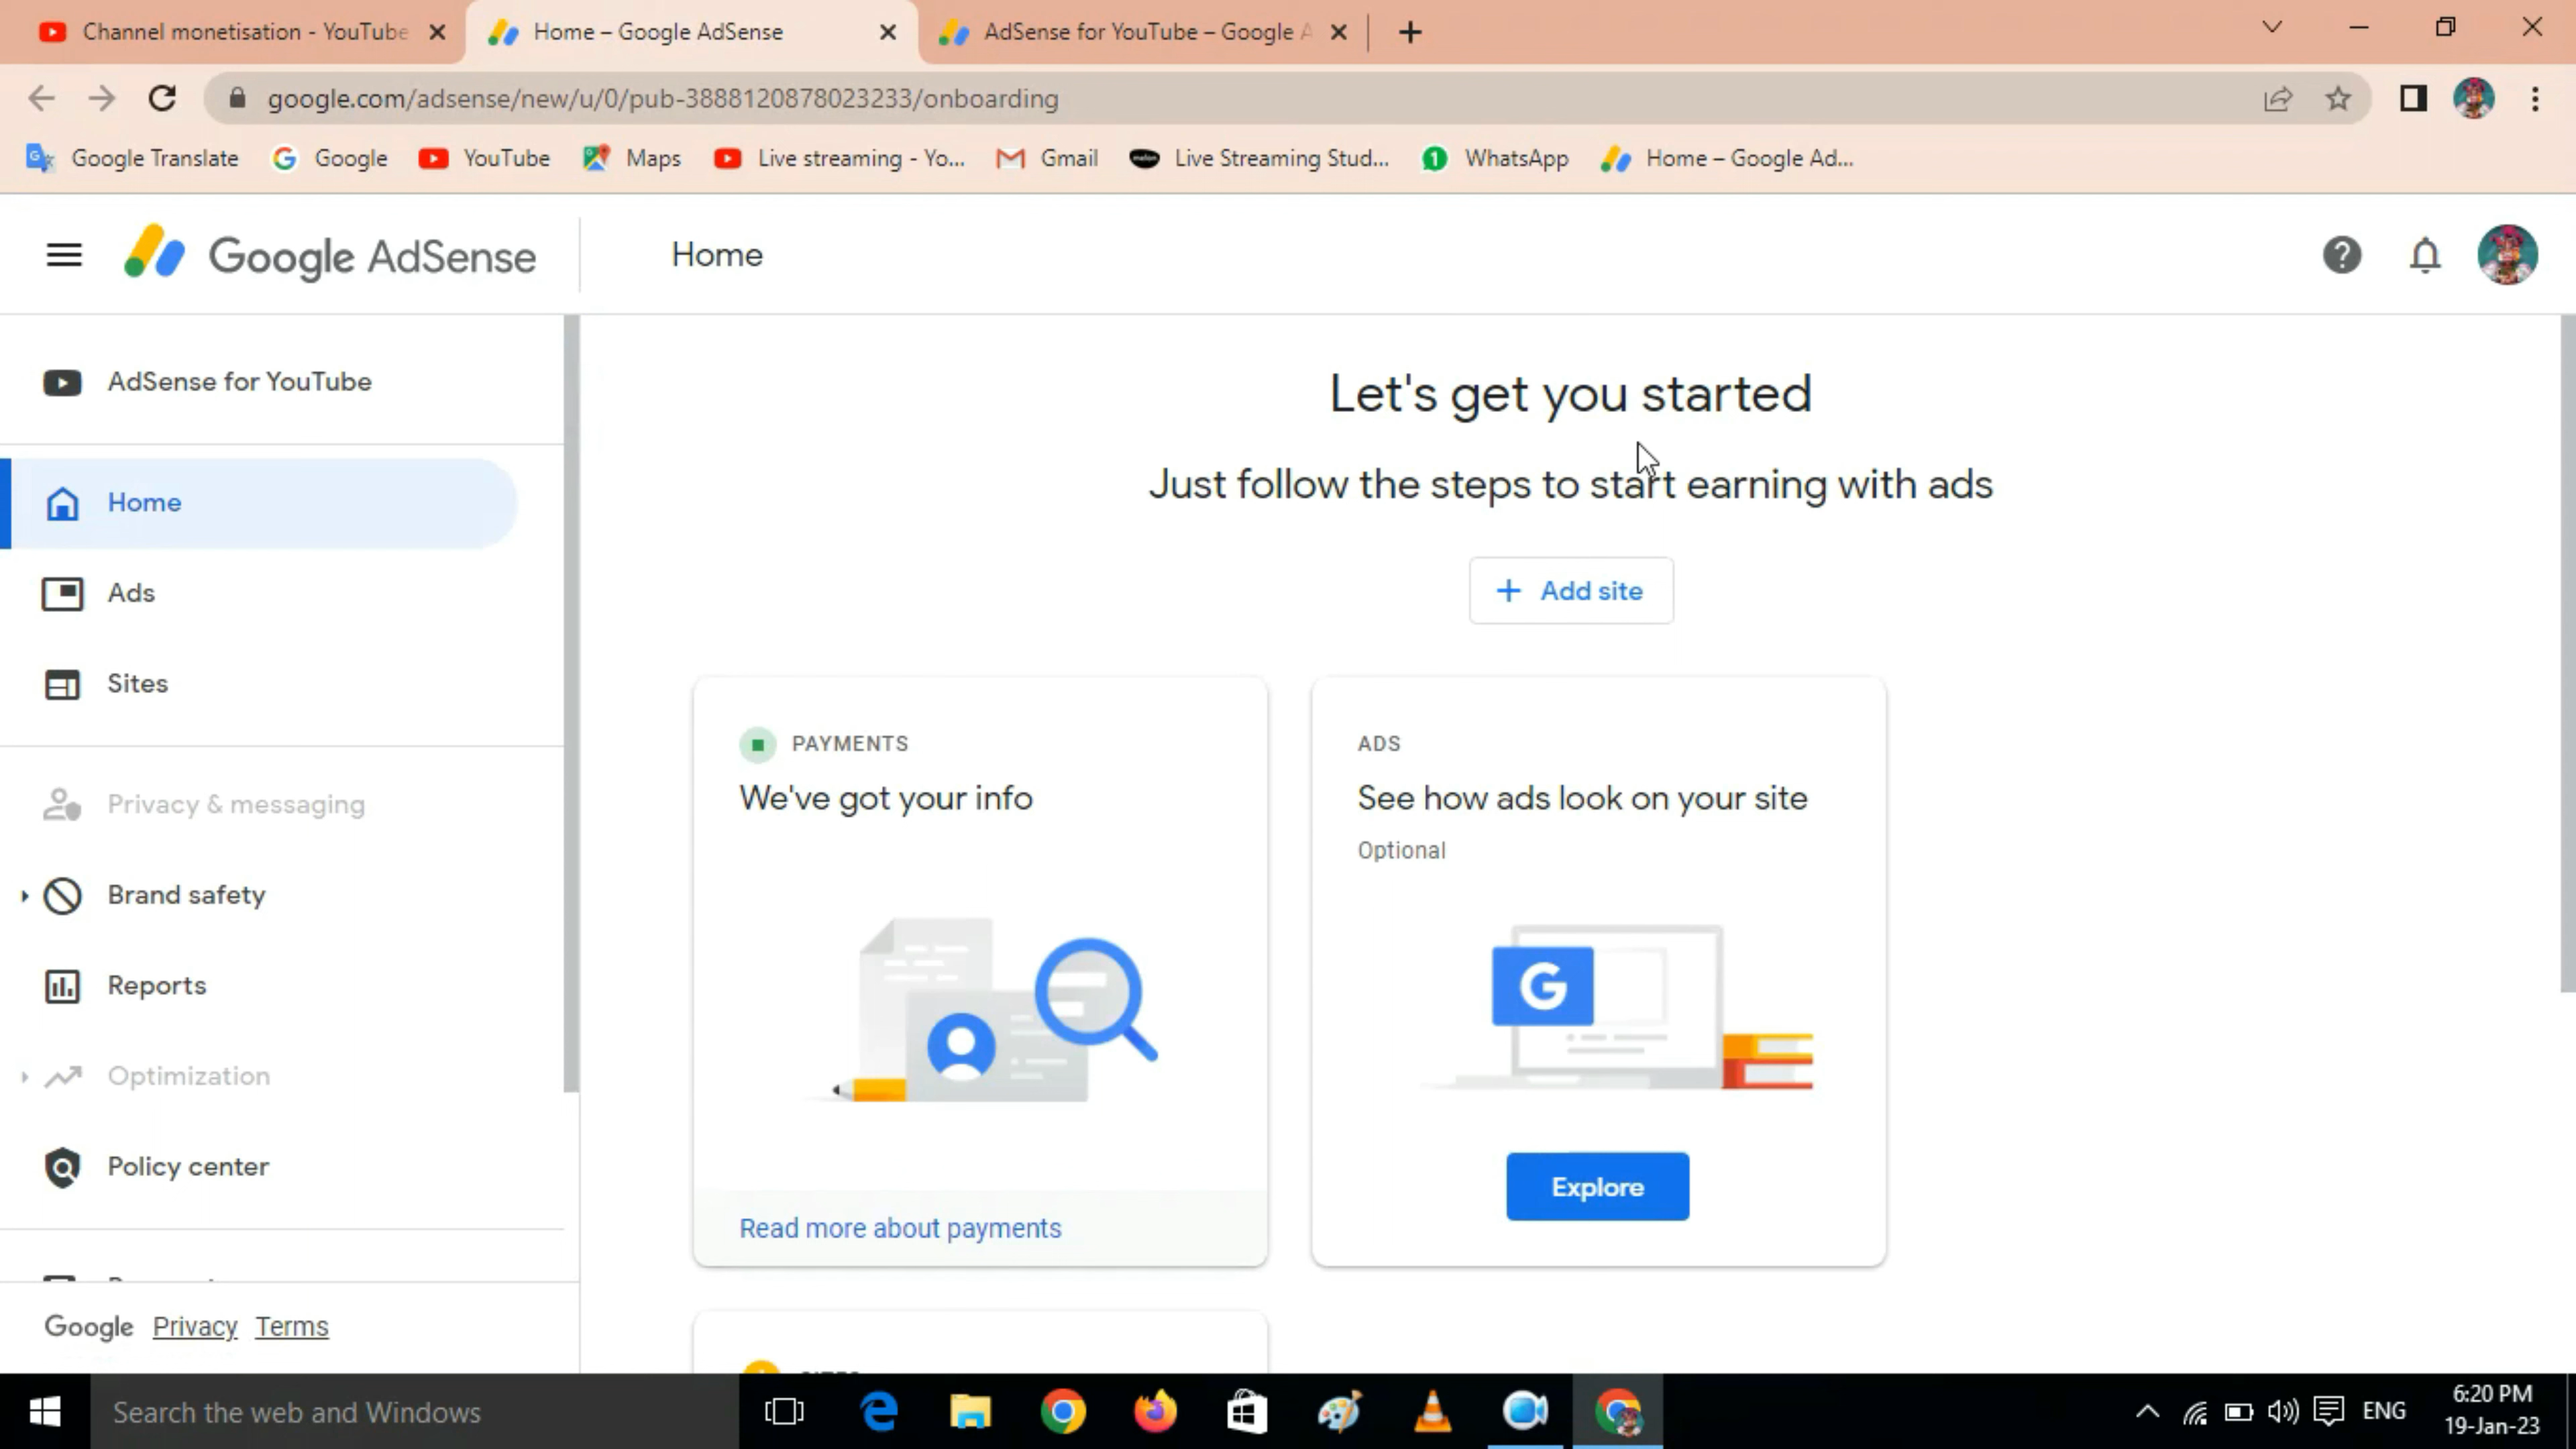 Channel monetisation - YouTube
Home – Google AdSense
AdSense for YouTube – Google A
google.com/adsense/new/u/0/pub-3888120878023233/onboarding
Google Translate
Google
YouTube
Maps
Live streaming - Yo...
Gmail
Live Streaming Stud...
1
WhatsApp
Home – Google Ad...
Google AdSense
Home
AdSense for YouTube
Home
Ads
Sites
Privacy & messaging
Brand safety
Reports
Optimization
Policy center
Google Privacy Terms
Let's get you started
Just follow the steps to start earning with ads
+ Add site
PAYMENTS
We've got your info
Read more about payments
ADS
See how ads look on your site
Optional
G
Explore
Search the web and Windows
ENG
6:20 PM
19-Jan-23